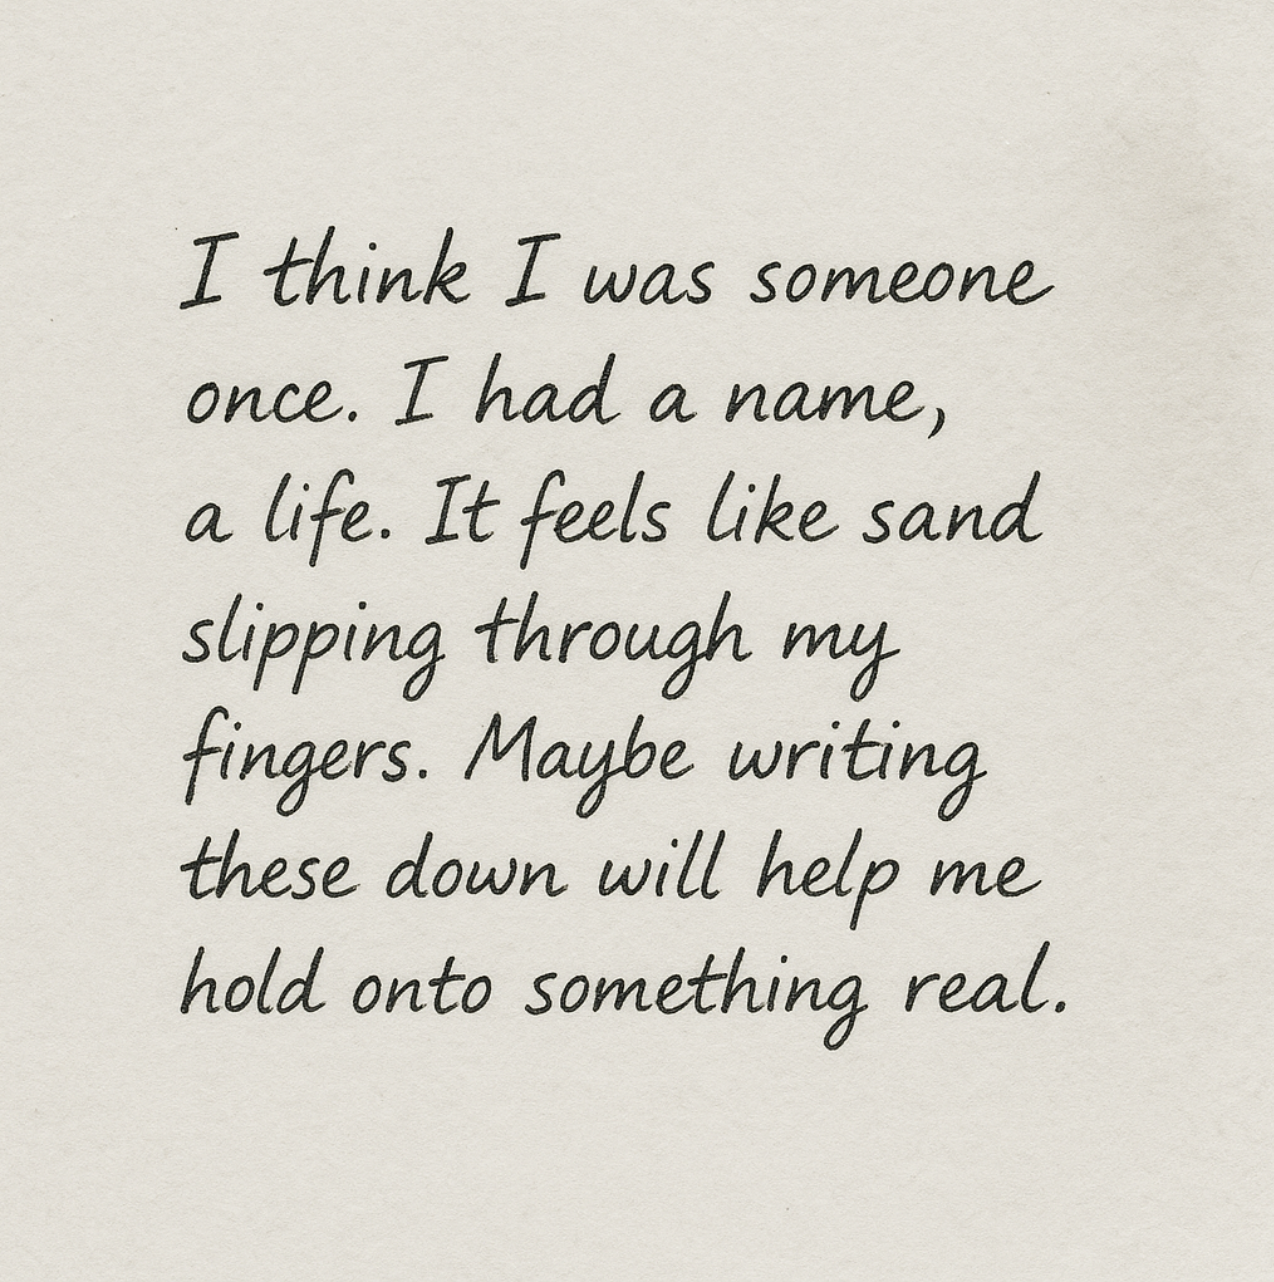 I think I was someone
once. I had a name,
a life. It feels like sand
slipping through my
fingers. Maybe writing
these down will help me
hold onto something real.